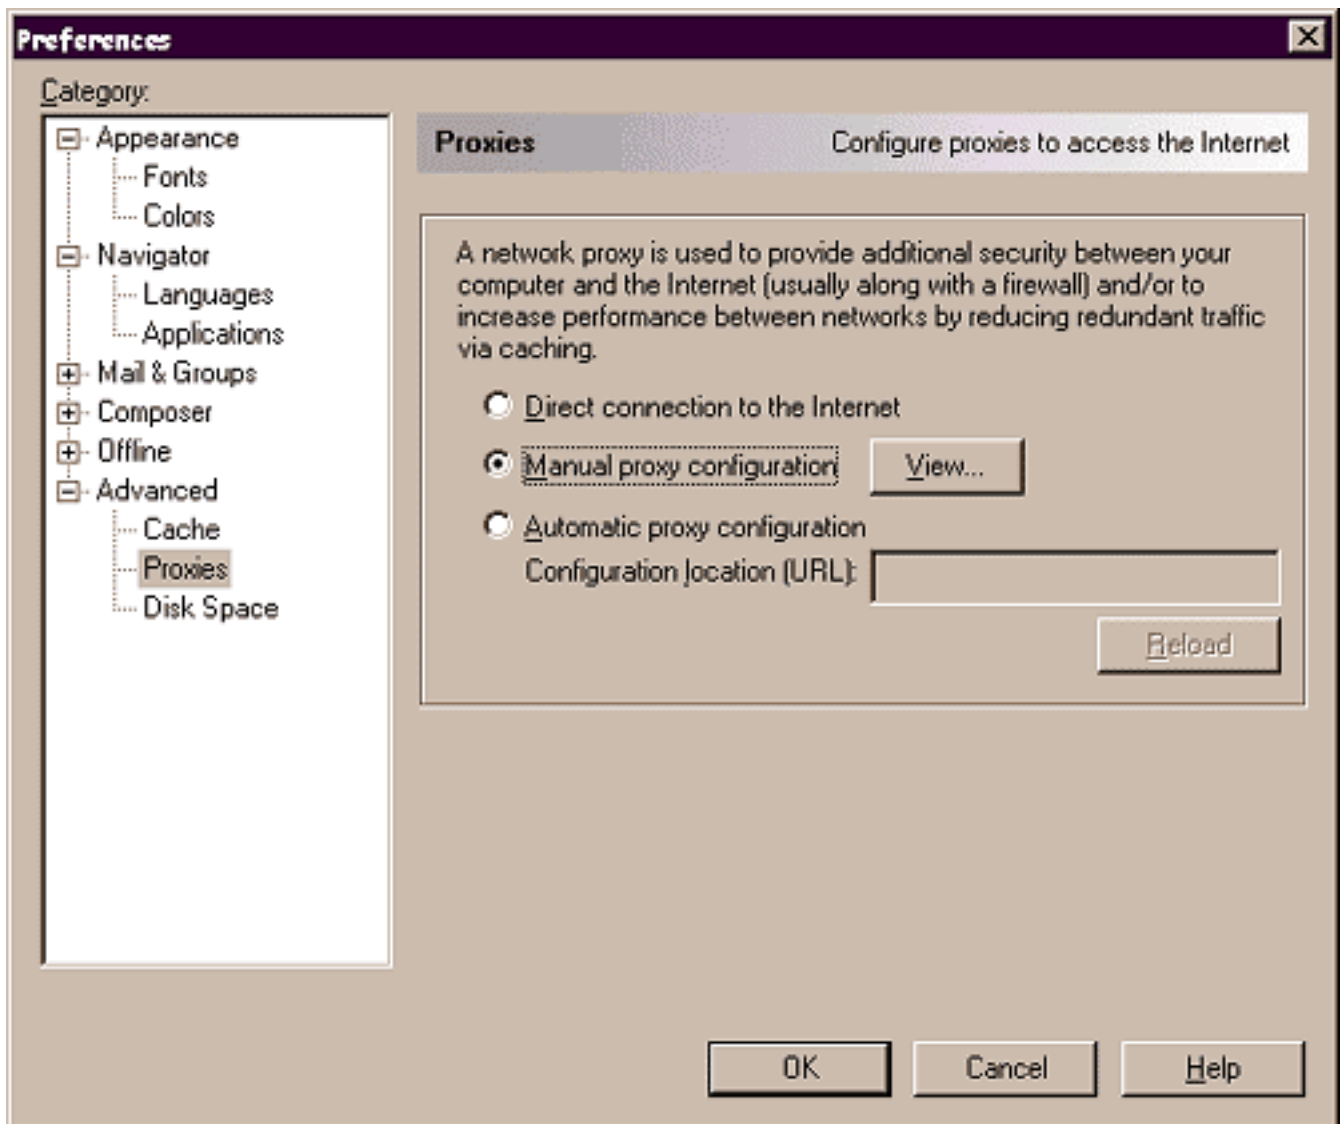 Preferences
Category:
Appearance
Fonts
Colors
Navigator
Languages
Applications
Mail & Groups
Composer
Offline
Advanced
Cache
Proxies
Disk Space
Proxies
Configure proxies to access the Internet
A network proxy is used to provide additional security between your
computer and the Internet (usually along with a firewall) and/or to
increase performance between networks by reducing redundant traffic
via caching.
Direct connection to the Internet
Manual proxy configuration
View...
Automatic proxy configuration
Configuration location (URL):
Reload
OK
Cancel
Help